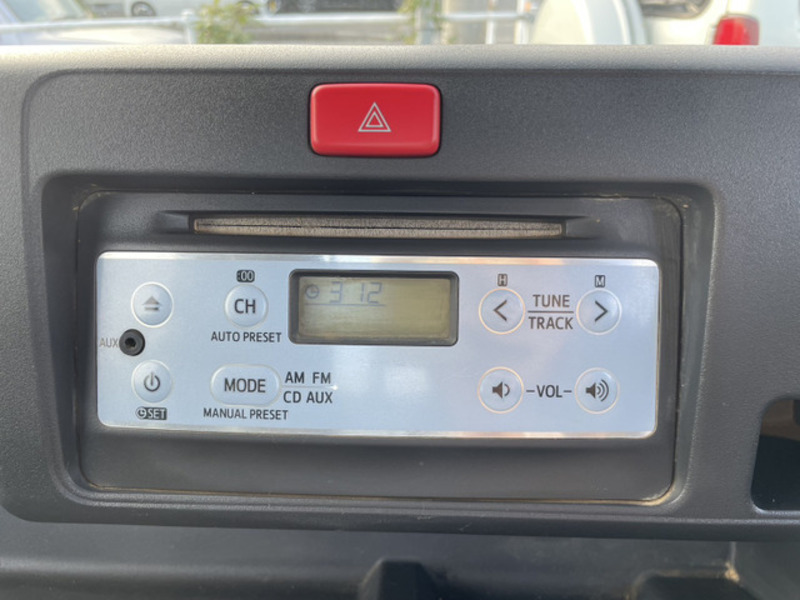 :00
H
M
CH
3 12
<
TUNE
>
TRACK
AUX
AUTO PRESET
MODE
AM FM
CD AUX
-VOL-
SET
MANUAL PRESET